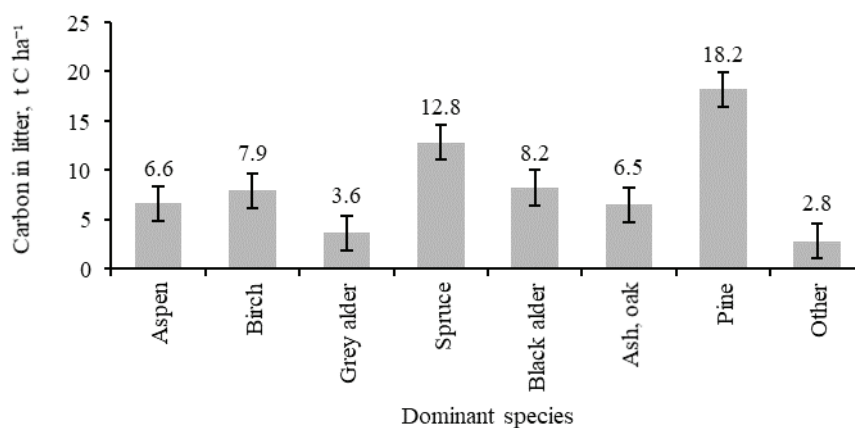 Carbon in litter, t C ha⁻¹
25
20
15
10
5
0
6.6
7.9
3.6
12.8
8.2
6.5
18.2
2.8
Aspen
Birch
Grey alder
Spruce
Black alder
Ash, oak
Pine
Other
Dominant species